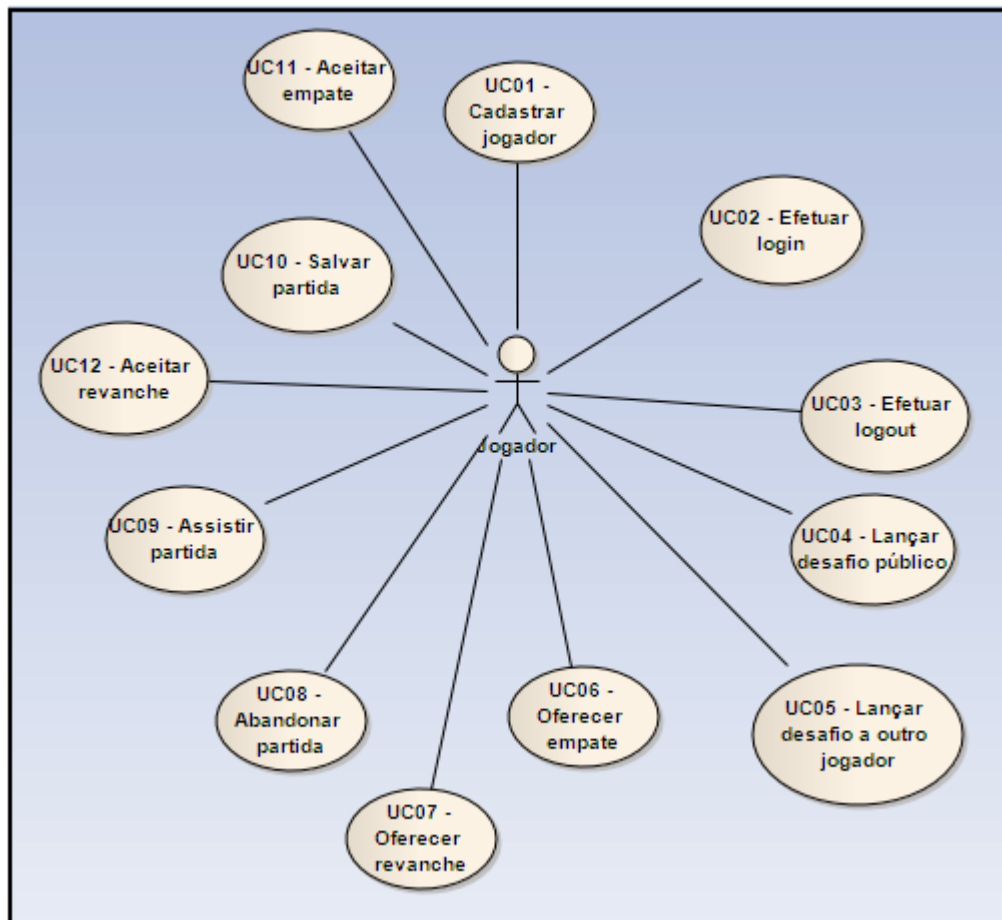 UC11 - Aceitar
empate
UC01 -
Cadastrar
jogador
UC02 - Efetuar
login
UC10 - Salvar
partida
UC12 - Aceitar
revanche
UC03 - Efetuar
logout
Jogador
UC09 - Assistir
partida
UC04 - Lançar
desafio público
UC08 -
Abandonar
partida
UC06 -
Oferecer
empate
UC05 - Lançar
desafio a outro
jogador
UC07 -
Oferecer
revanche